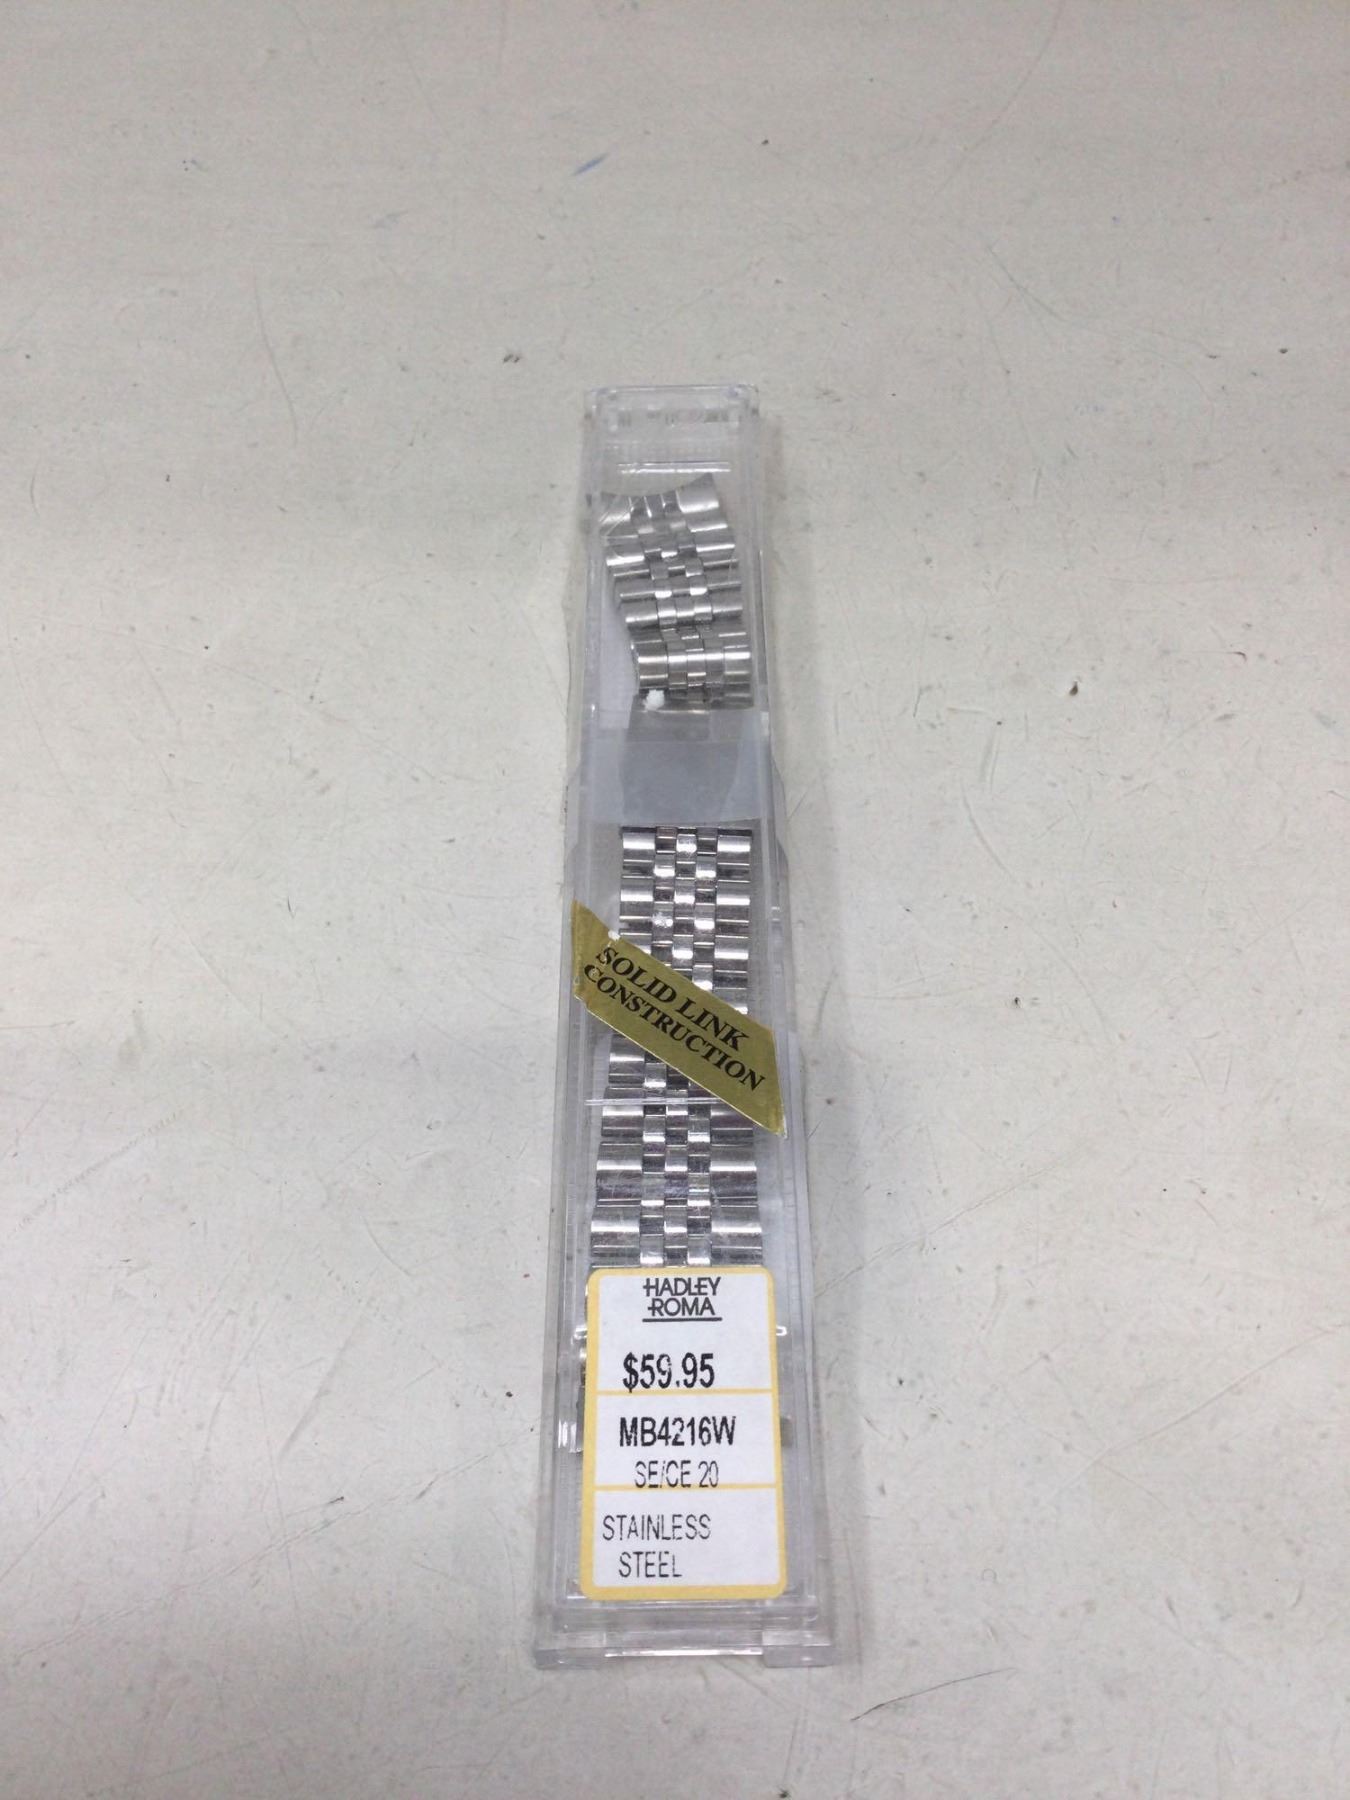 SOLID LINK
CONSTRUCTION
HADLEY
ROMA
$59.95
MB4216W
SE/CE 20
STAINLESS
STEEL